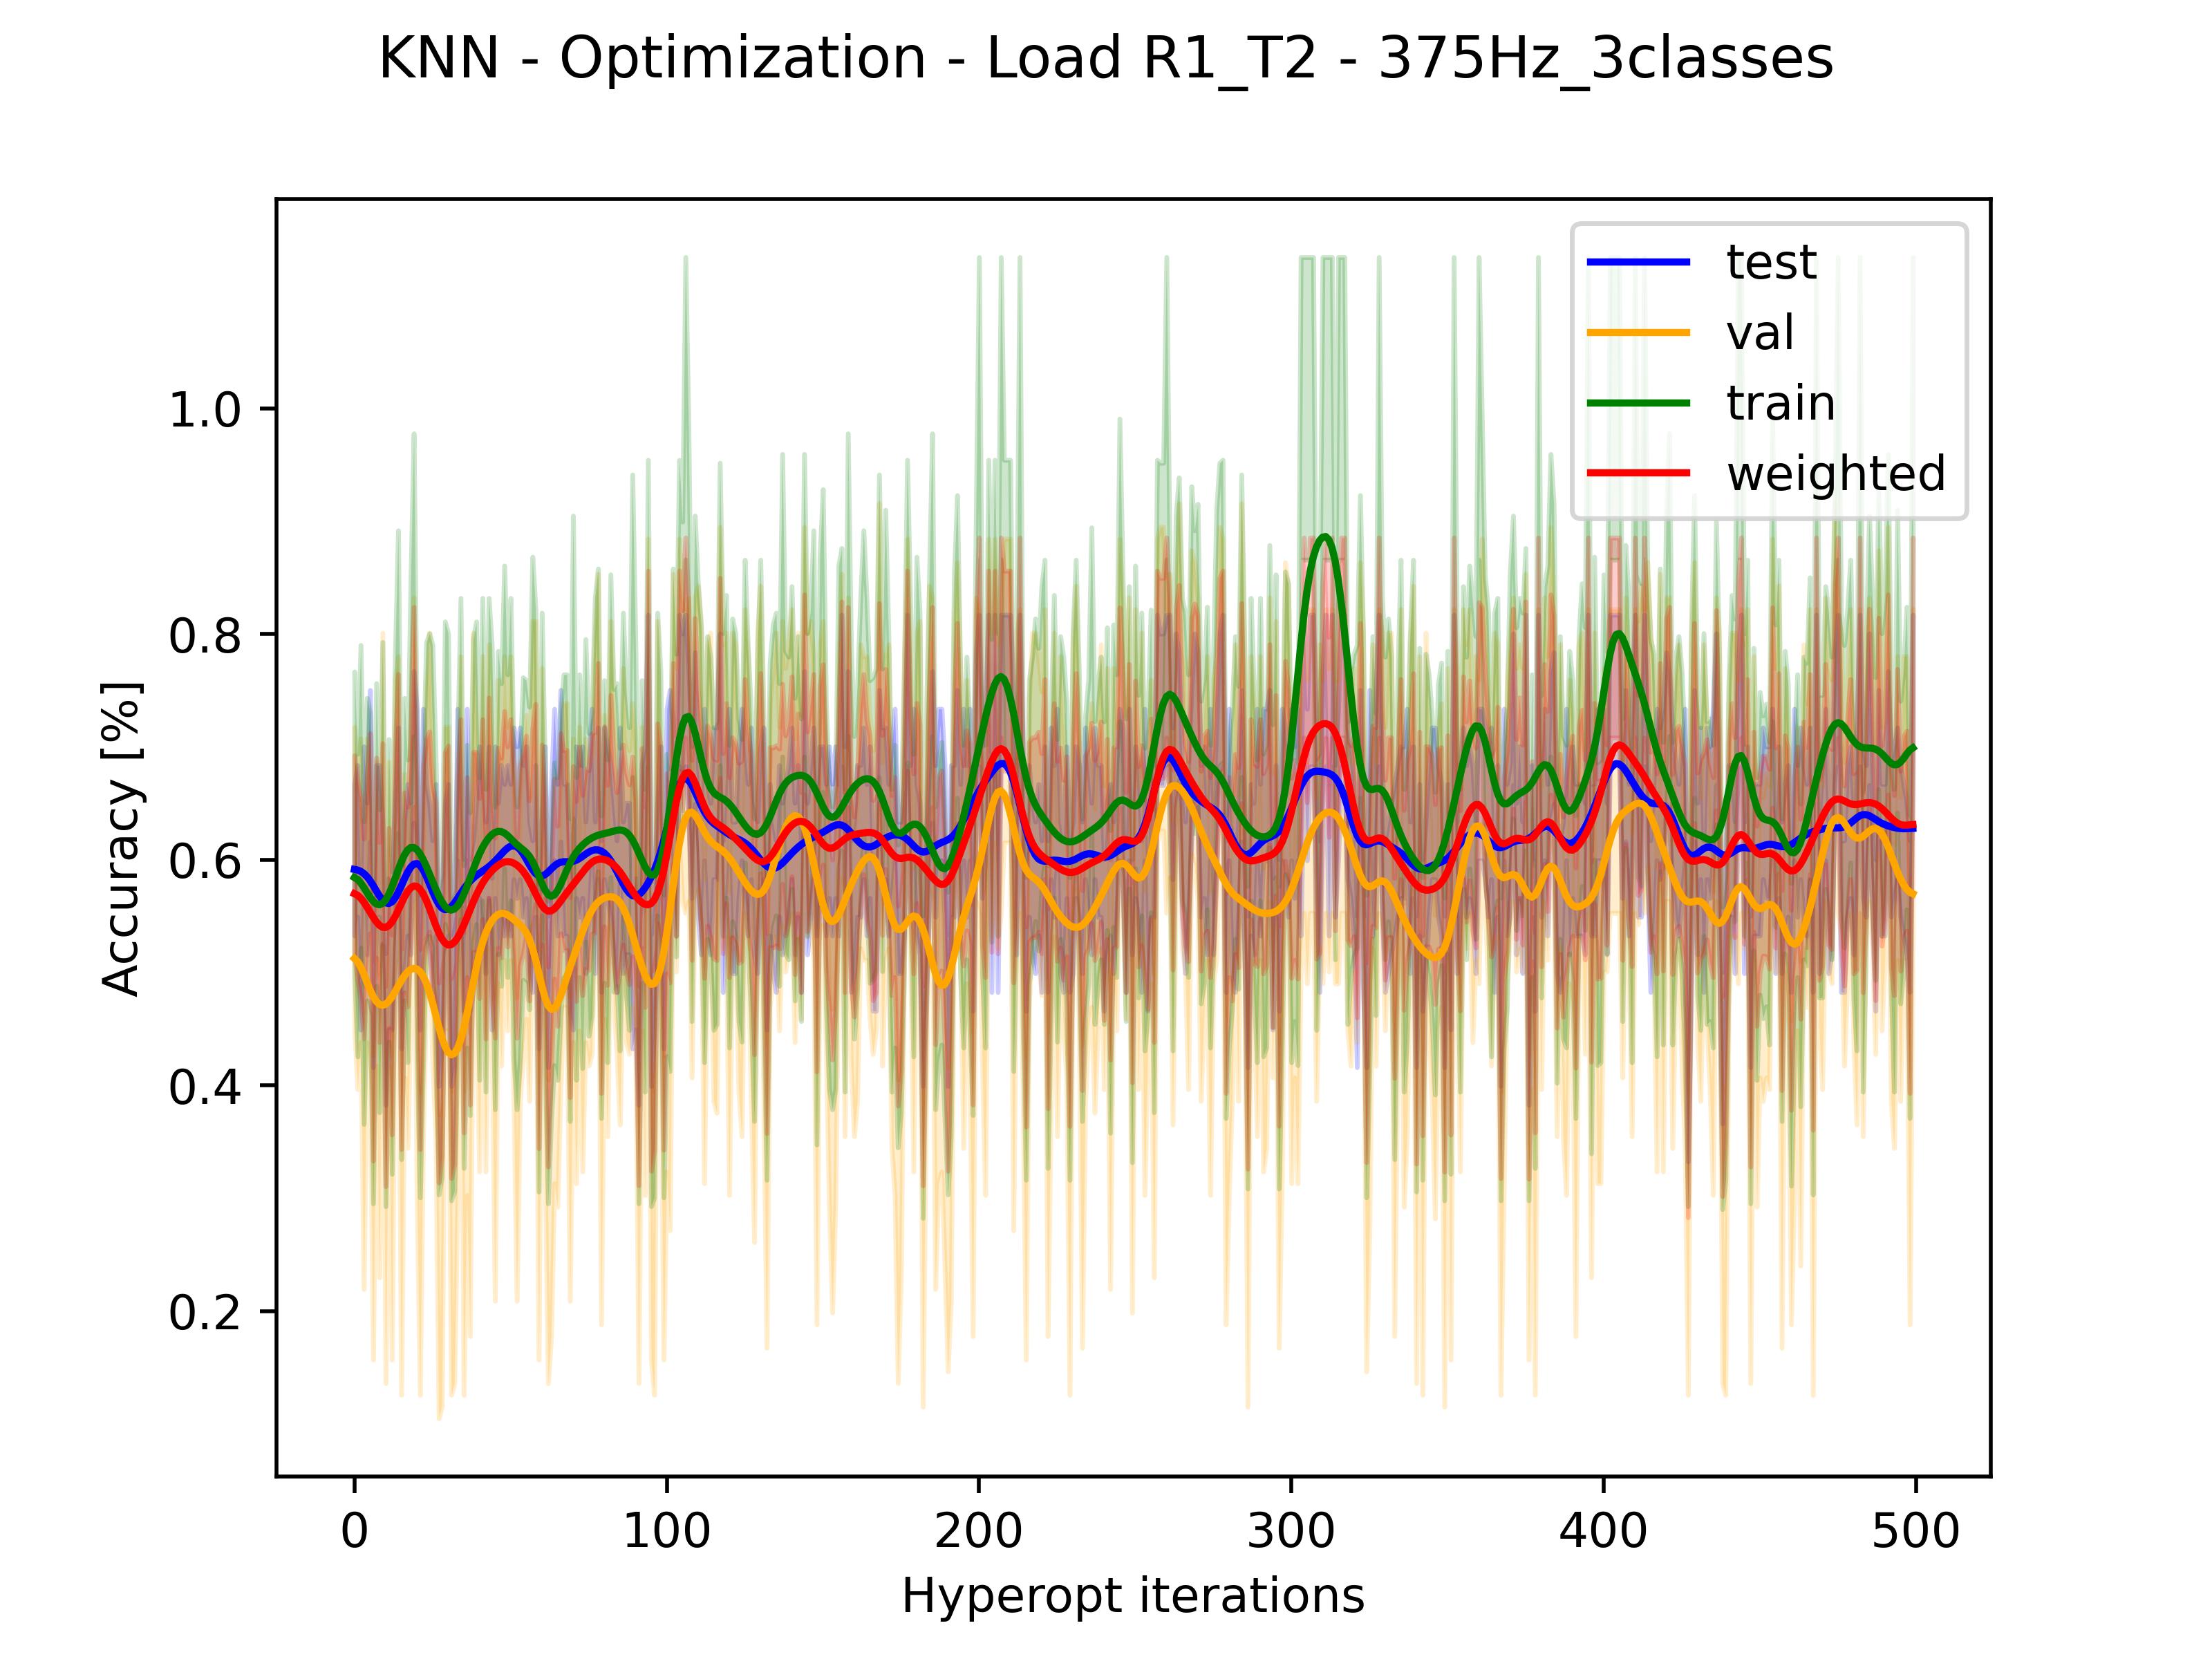 KNN - Optimization - Load R1_T2 - 375Hz_3classes
test
val
train
weighted
Accuracy [%]
1.0
0.8
0.6
0.4
0.2
0 100 200 300 400 500
Hyperopt iterations